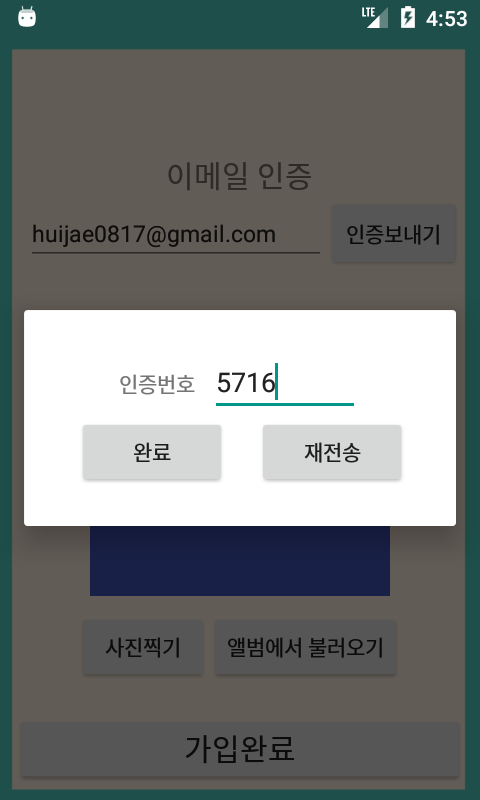 LTE 4:53
이메일 인증
huijae0817@gmail.com 인증보내기
인증번호 5716
완료 재전송
사진찍기 앨범에서 불러오기
가입완료